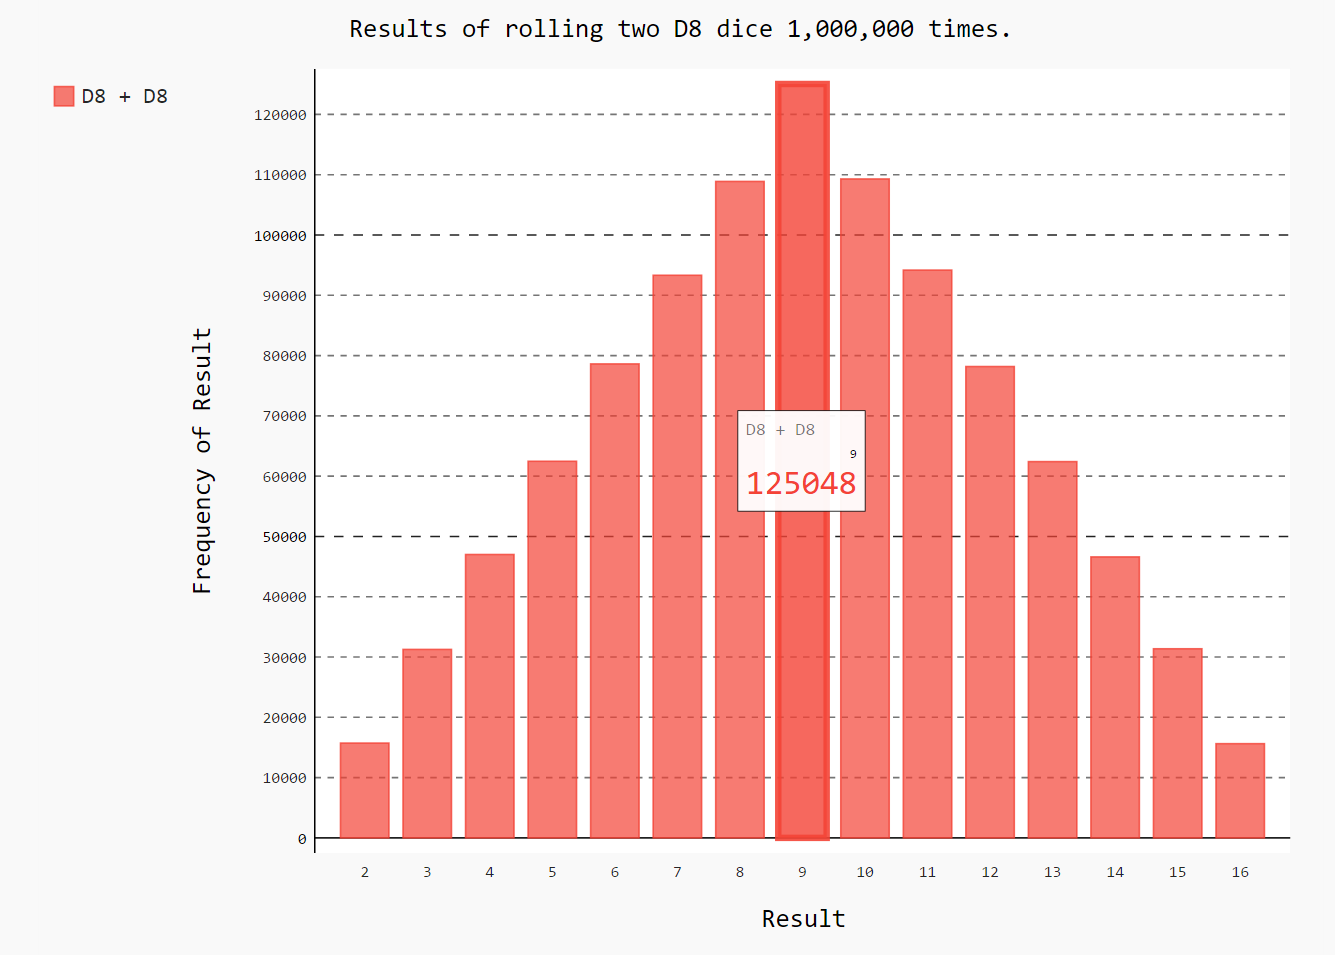 Results of rolling two D8 dice 1,000,000 times.
D8 + D8
Frequency of Result
120000
110000
100000
90000
80000
70000
60000
50000
40000
30000
20000
10000
0
D8 + D8
9
125048
2 3 4 5 6 7 8 9 10 11 12 13 14 15 16
Result